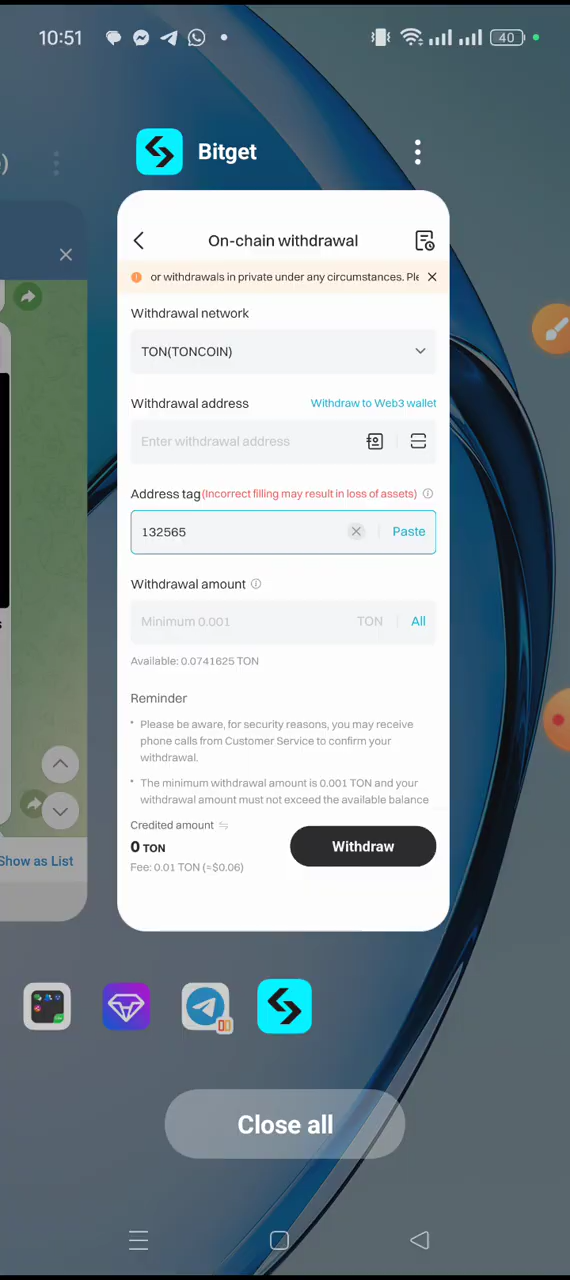 10:51
40
Bitget
)
On-chain withdrawal
or withdrawals in private under any circumstances. Ple
Withdrawal network
TON(TONCOIN)
Withdrawal address
Withdraw to Web3 wallet
Enter withdrawal address
Address tag(Incorrect filling may result in loss of assets)
132565
Paste
Withdrawal amount
Minimum 0.001
TON
All
Available: 0.0741625 TON
Reminder
Please be aware, for security reasons, you may receive
phone calls from Customer Service to confirm your
withdrawal.
The minimum withdrawal amount is 0.001 TON and your
withdrawal amount must not exceed the available balance
Credited amount
0 TON
Fee: 0.01 TON (≈$0.06)
Withdraw
Show as List
Close all